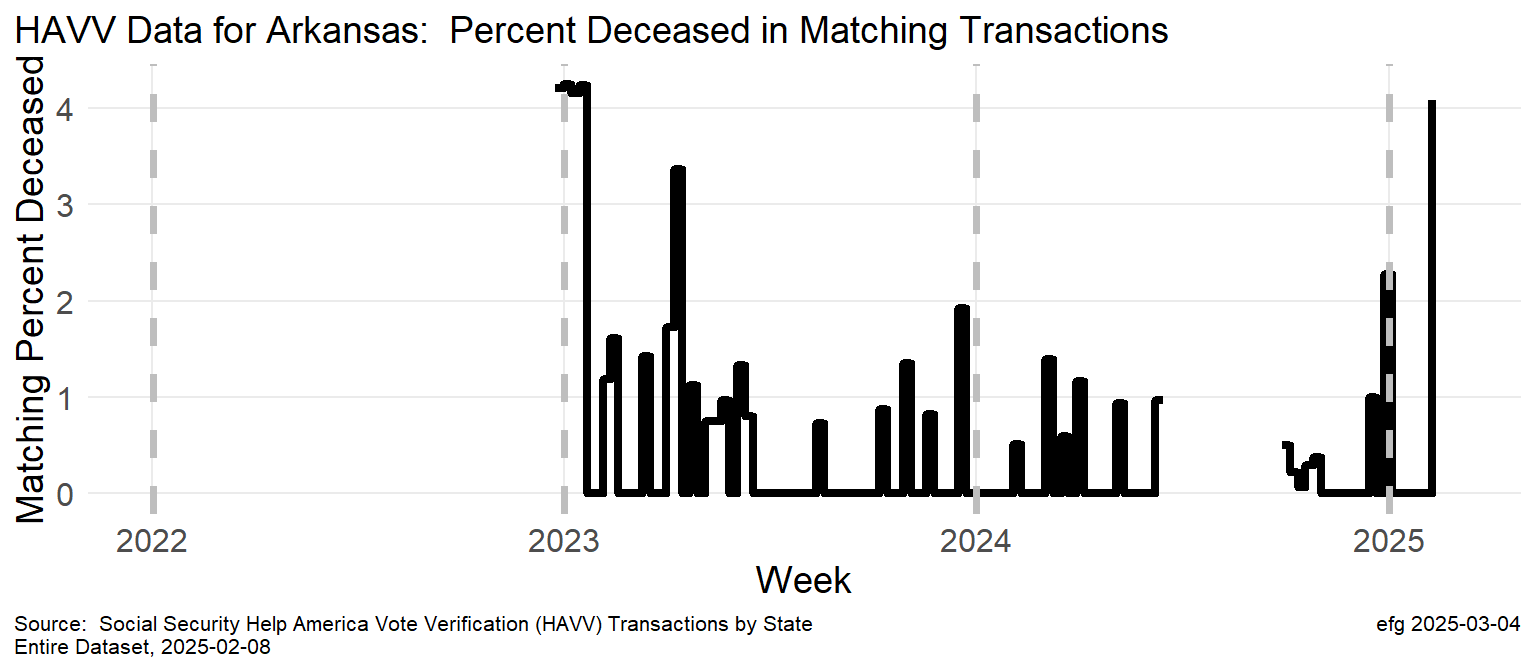 HAVV Data for Arkansas:  Percent Deceased in Matching Transactions
Matching Percent Deceased
4
3
2
1
0
2022 2023 2024 2025
Week
Source:  Social Security Help America Vote Verification (HAVV) Transactions by State
Entire Dataset, 2025-02-08
efg 2025-03-04